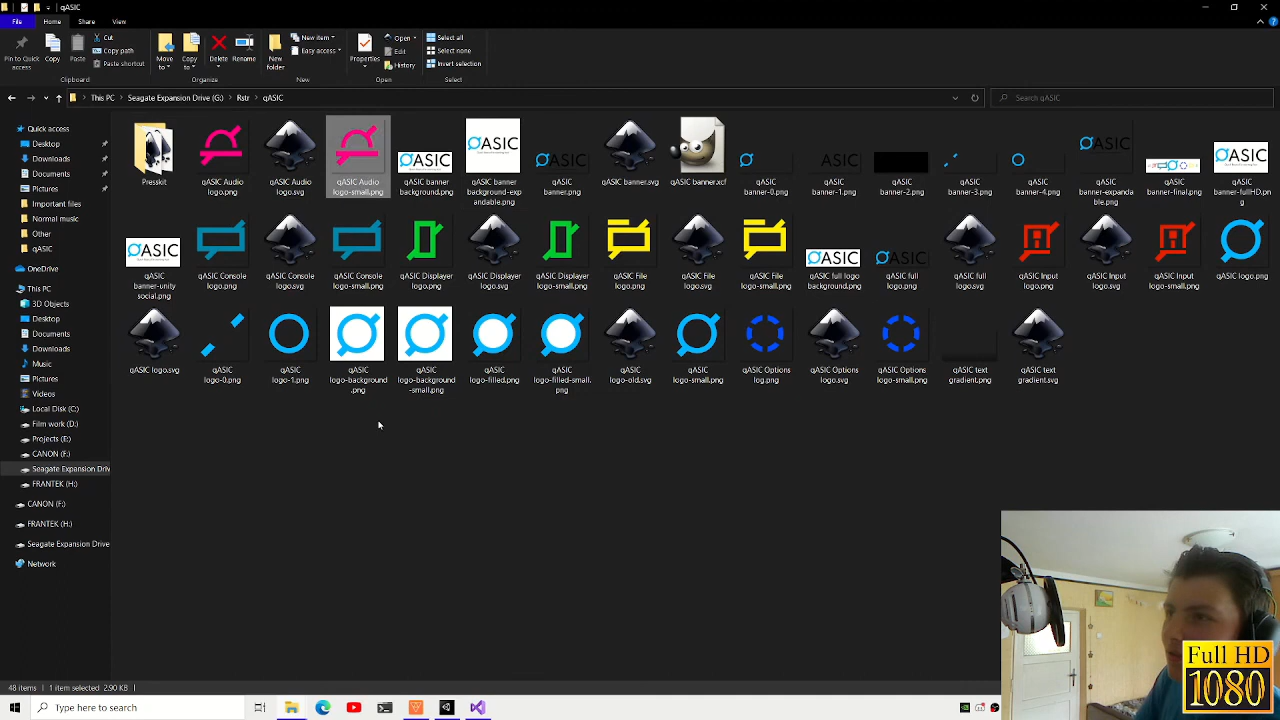 qASIC
File Home Share View
Pin to Quick access
Copy
Paste
Cut
Copy path
Paste shortcut
Move to
Copy to
Delete
Rename
New folder
New item
Easy access
Properties
Open
Edit
History
Select all
Select none
Invert selection
Clipboard Organize New Open Select
This PC Seagate Expansion Drive (G:) Rstr qASIC
Search qASIC
Quick access
Desktop
Downloads
Documents
Pictures
Important files
Normal music
Other
qASIC
OneDrive
This PC
3D Objects
Desktop
Documents
Downloads
Music
Pictures
Videos
Local Disk (C:)
Film work (D:)
Projects (E:)
CANON (F:)
Seagate Expansion Driv
FRANTEK (H:)
CANON (F:)
FRANTEK (H:)
Seagate Expansion Drive
Network
Presskit
qASIC Audio logo.png
qASIC Audio logo.svg
qASIC Audio logo-small.png
qASIC banner background.png
qASIC banner background-expandable.png
qASIC banner.png
qASIC banner.svg
qASIC banner.xcf
qASIC banner-0.png
qASIC banner-1.png
qASIC banner-2.png
qASIC banner-3.png
qASIC banner-4.png
qASIC banner-expandable.png
qASIC banner-final.png
qASIC banner-fullHD.png
qASIC banner-unity social.png
qASIC Console logo.png
qASIC Console logo.svg
qASIC Console logo-small.png
qASIC Displayer logo.png
qASIC Displayer logo.svg
qASIC Displayer logo-small.png
qASIC File logo.png
qASIC File logo.svg
qASIC File logo-small.png
qASIC full logo background.png
qASIC full logo.png
qASIC full logo.svg
qASIC Input logo.png
qASIC Input logo.svg
qASIC Input logo-small.png
qASIC logo.png
qASIC logo.svg
qASIC logo-0.png
qASIC logo-1.png
qASIC logo-background.png
qASIC logo-background-small.png
qASIC logo-filled.png
qASIC logo-filled-small.png
qASIC logo-old.svg
qASIC logo-small.png
qASIC Options log.png
qASIC Options logo.svg
qASIC Options logo-small.png
qASIC text gradient.png
qASIC text gradient.svg
48 items 1 item selected 2,90 KB
Type here to search
Full HD
1080